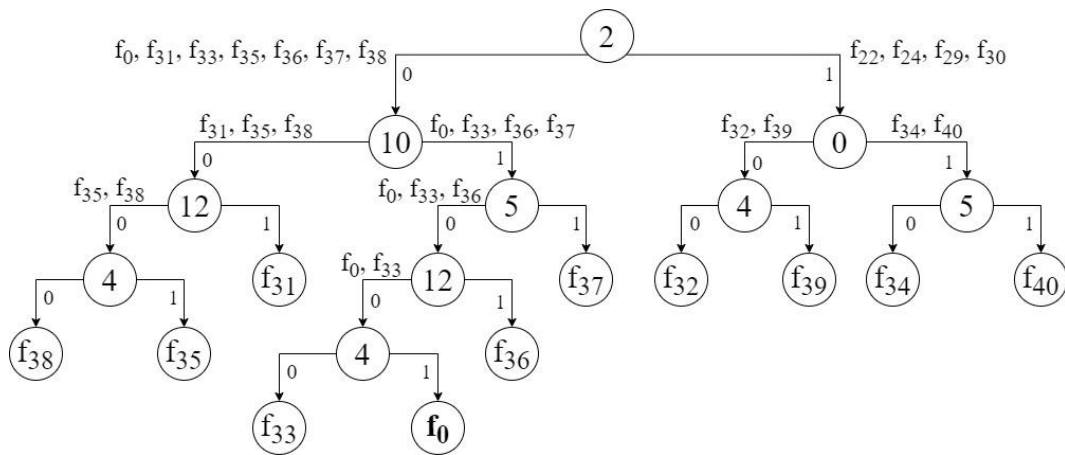 2
f₀, f₃₁, f₃₃, f₃₅, f₃₆, f₃₇, f₃₈
f₂₂, f₂₄, f₂₉, f₃₀
0
1
f₃₁, f₃₅, f₃₈
10
f₀, f₃₃, f₃₆, f₃₇
f₃₂, f₃₉
0
f₃₄, f₄₀
0
1
0
1
f₃₅, f₃₈
12
f₀, f₃₃, f₃₆
5
4
5
0
1
0
1
0
1
0
1
4
f₃₁
f₀, f₃₃
12
f₃₇
f₃₂
f₃₉
f₃₄
f₄₀
0
1
0
1
f₃₈
f₃₅
4
f₃₆
0
1
f₃₃
f₀